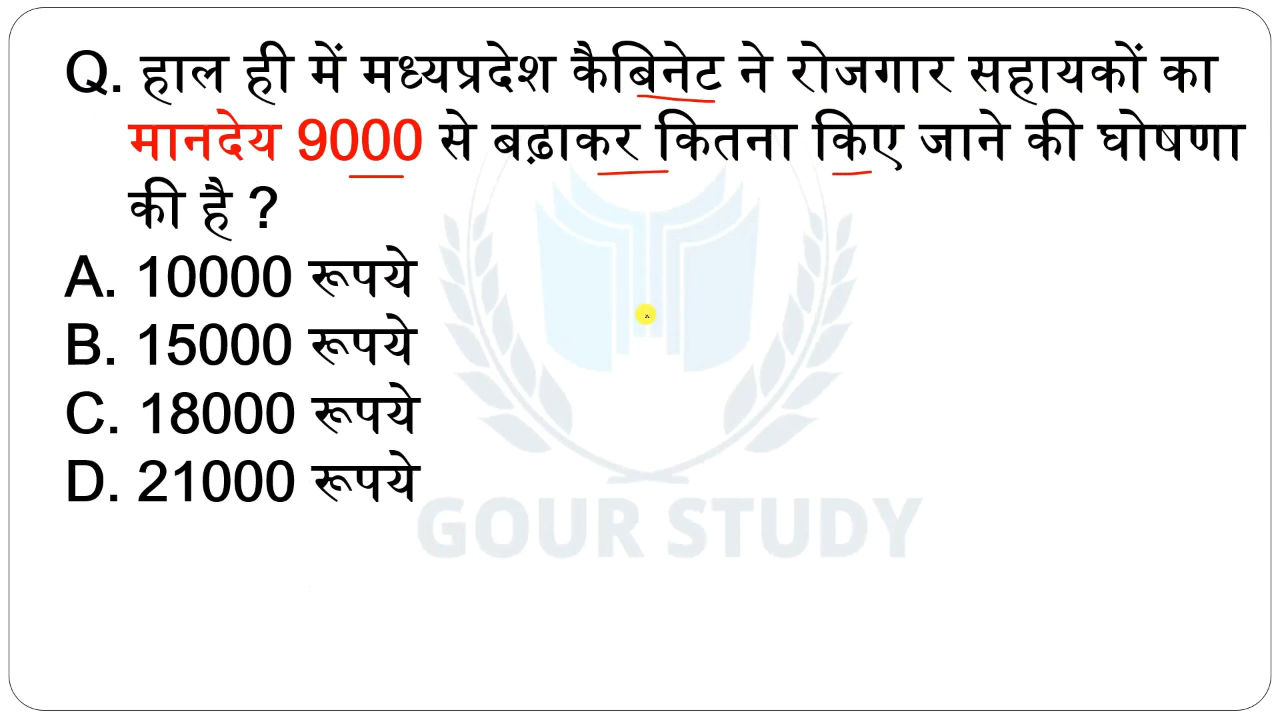 Q. हाल ही में मध्यप्रदेश कैबिनेट ने रोजगार सहायकों का
मानदेय 9000 से बढ़ाकर कितना किए जाने की घोषणा
की है ?
A. 10000 रूपये
B. 15000 रूपये
C. 18000 रूपये
D. 21000 रूपये
GOUR STUDY